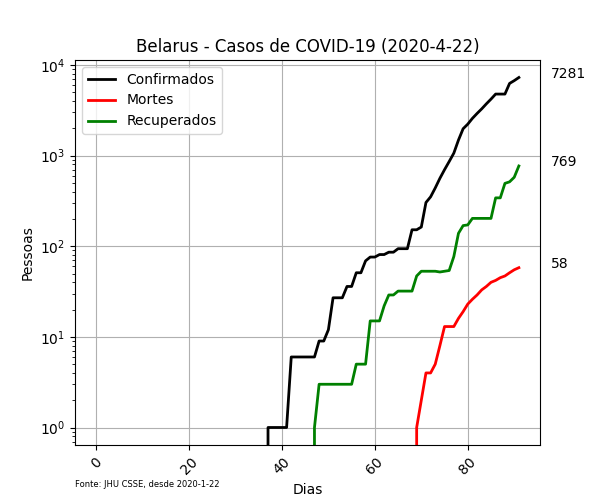 Belarus - Casos de COVID-19 (2020-4-22)
Confirmados
Mortes
Recuperados
10^4
10^3
10^2
10^1
10^0
7281
769
58
Pessoas
0 20 40 60 80
Fonte: JHU CSSE, desde 2020-1-22
Dias